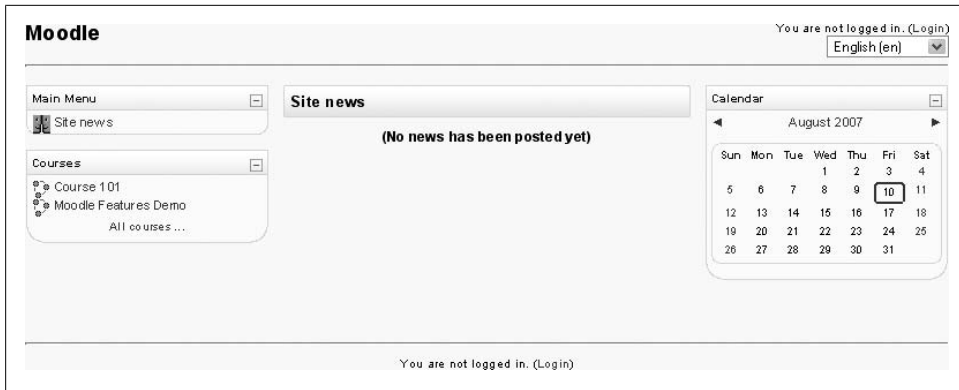 Moodle
You are not logged in. (Login)
English (en)
Main Menu
Site news
Courses
Course 101
Moodle Features Demo
All courses ...
Site news
(No news has been posted yet)
Calendar
August 2007
Sun Mon Tue Wed Thu Fri Sat
1 2 3 4
5 6 7 8 9 10 11
12 13 14 15 16 17 18
19 20 21 22 23 24 25
26 27 28 29 30 31
You are not logged in. (Login)